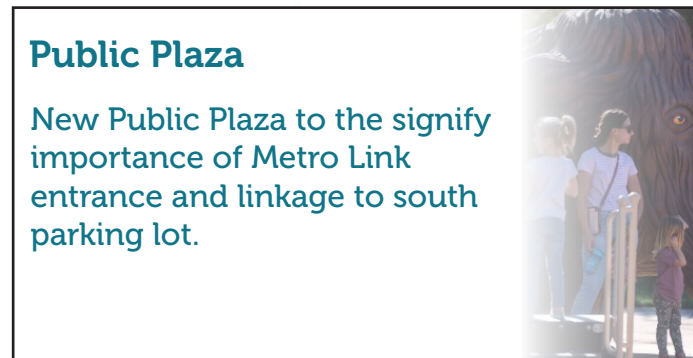 Public Plaza
New Public Plaza to the signify
importance of Metro Link
entrance and linkage to south
parking lot.